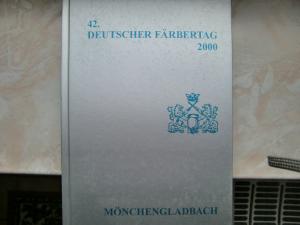 42.
DEUTSCHER FÄRBERTAG
2000
MÖNCHENGLADBACH